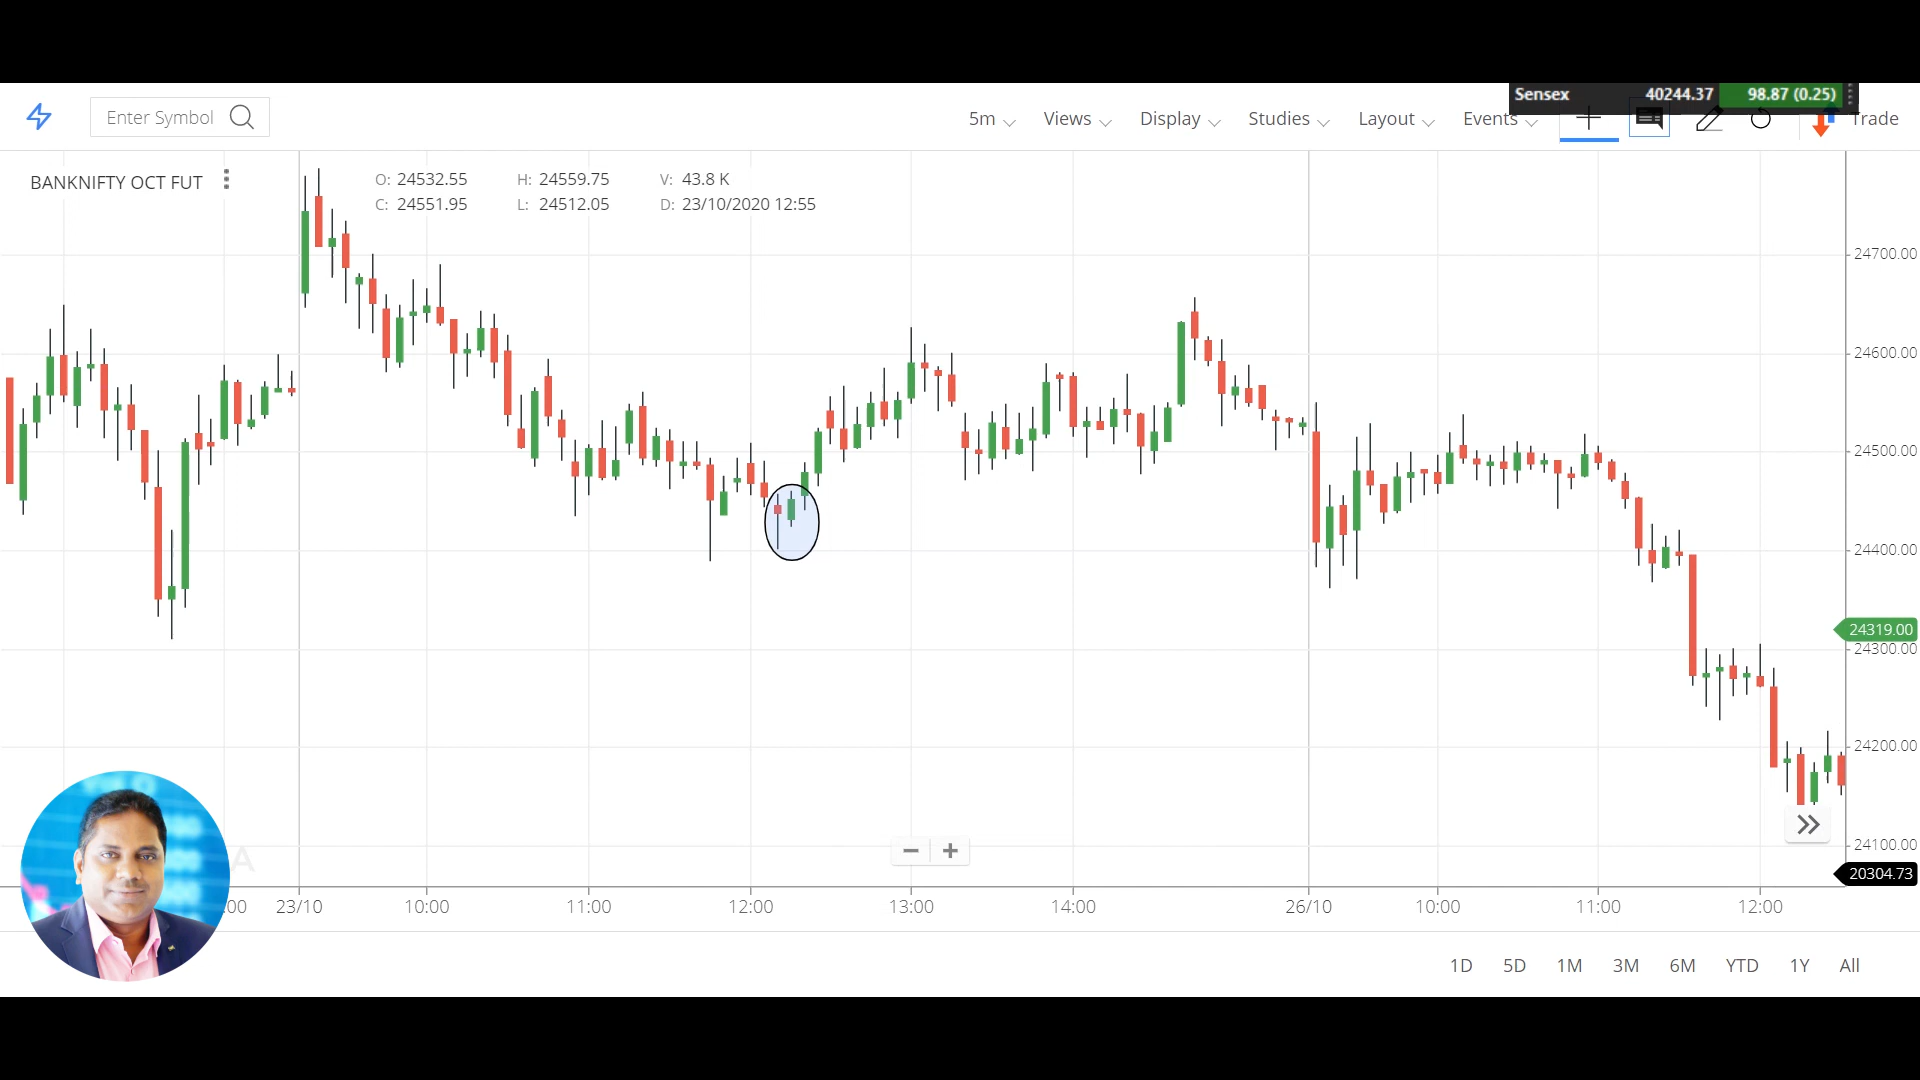 Sensex 40244.37 98.87 (0.25)
Enter Symbol 5m Views Display Studies Layout Events Trade
BANKNIFTY OCT FUT O: 24532.55 H: 24559.75 V: 43.8 K
C: 24551.95 L: 24512.05 D: 23/10/2020 12:55
24700.00
24600.00
24500.00
24400.00
24319.00
24300.00
24200.00
24100.00
20304.73
:00 23/10 10:00 11:00 12:00 13:00 14:00 26/10 10:00 11:00 12:00
1D 5D 1M 3M 6M YTD 1Y All